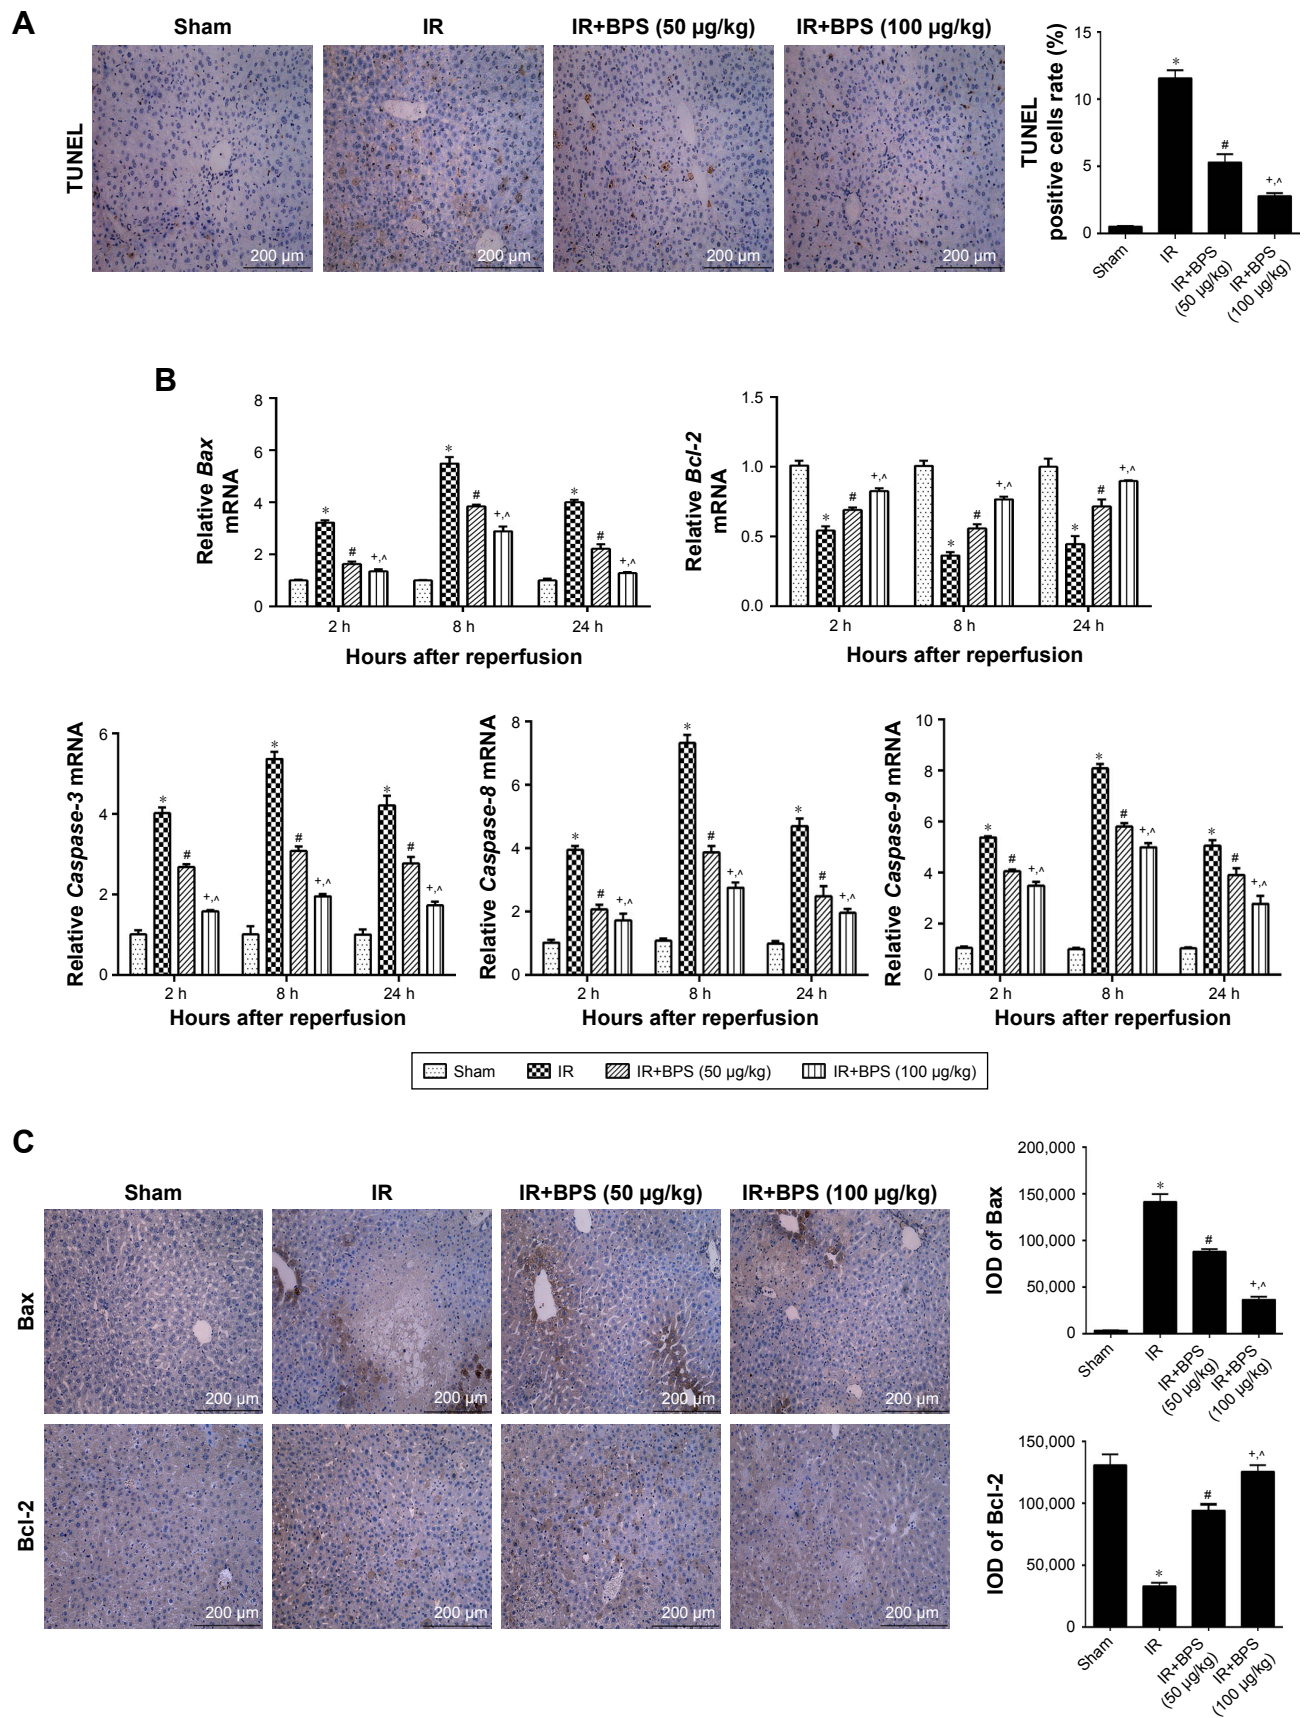 A
Sham
IR
IR+BPS (50 µg/kg)
IR+BPS (100 µg/kg)
TUNEL
200 µm
200 µm
200 µm
200 µm
TUNEL
positive cells rate (%)
15
10
5
0
*
#
+,^
Sham
IR
IR+BPS
(50 µg/kg)
IR+BPS
(100 µg/kg)
B
Relative Bax
mRNA
8
6
4
2
0
*
#
+,^
*
#
+,^
*
#
+,^
2 h
8 h
24 h
Hours after reperfusion
Relative Bcl-2
mRNA
1.5
1.0
0.5
0.0
*
#
+,^
*
#
+,^
*
#
+,^
2 h
8 h
24 h
Hours after reperfusion
Relative Caspase-3 mRNA
6
4
2
0
*
#
+,^
*
#
+,^
*
#
+,^
2 h
8 h
24 h
Hours after reperfusion
Relative Caspase-8 mRNA
8
6
4
2
0
*
#
+,^
*
#
+,^
*
#
+,^
2 h
8 h
24 h
Hours after reperfusion
Relative Caspase-9 mRNA
10
8
6
4
2
0
*
#
+,^
*
#
+,^
*
#
+,^
2 h
8 h
24 h
Hours after reperfusion
Sham
IR
IR+BPS (50 µg/kg)
IR+BPS (100 µg/kg)
C
Sham
IR
IR+BPS (50 µg/kg)
IR+BPS (100 µg/kg)
Bax
200 µm
200 µm
200 µm
200 µm
IOD of Bax
200,000
150,000
100,000
50,000
0
*
#
+,^
Sham
IR
IR+BPS
(50 µg/kg)
IR+BPS
(100 µg/kg)
Bcl-2
200 µm
200 µm
200 µm
200 µm
IOD of Bcl-2
150,000
100,000
50,000
0
*
#
+,^
Sham
IR
IR+BPS
(50 µg/kg)
IR+BPS
(100 µg/kg)